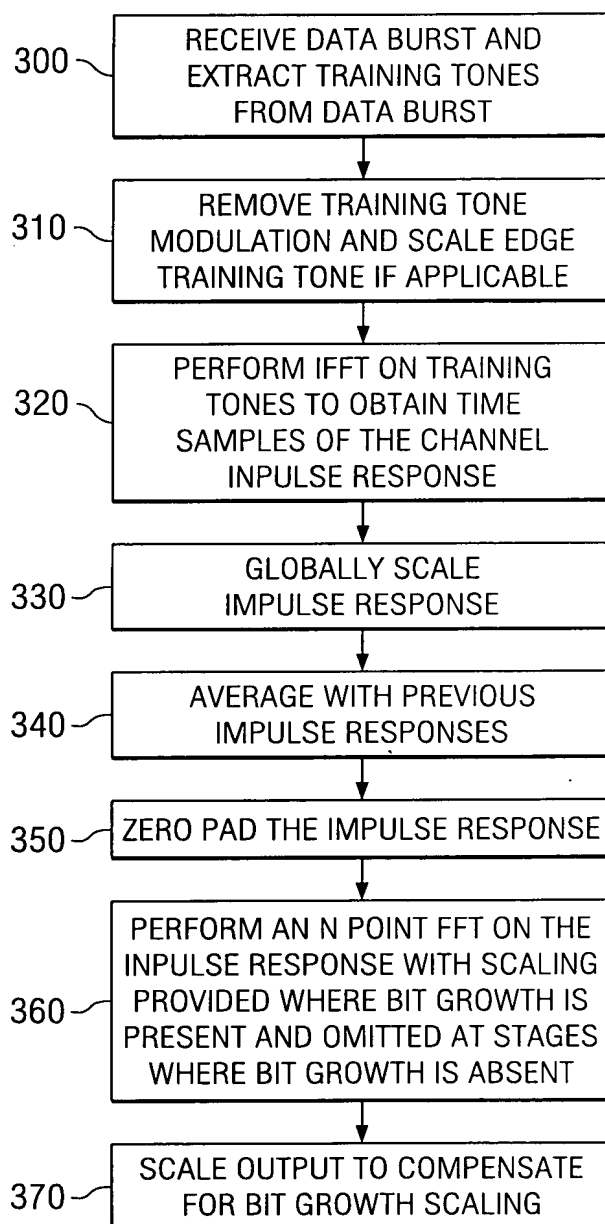 300
RECEIVE DATA BURST AND
EXTRACT TRAINING TONES
FROM DATA BURST
310
REMOVE TRAINING TONE
MODULATION AND SCALE EDGE
TRAINING TONE IF APPLICABLE
320
PERFORM IFFT ON TRAINING
TONES TO OBTAIN TIME
SAMPLES OF THE CHANNEL
INPULSE RESPONSE
330
GLOBALLY SCALE
IMPULSE RESPONSE
340
AVERAGE WITH PREVIOUS
IMPULSE RESPONSES
350
ZERO PAD THE IMPULSE RESPONSE
360
PERFORM AN N POINT FFT ON THE
INPULSE RESPONSE WITH SCALING
PROVIDED WHERE BIT GROWTH IS
PRESENT AND OMITTED AT STAGES
WHERE BIT GROWTH IS ABSENT
370
SCALE OUTPUT TO COMPENSATE
FOR BIT GROWTH SCALING